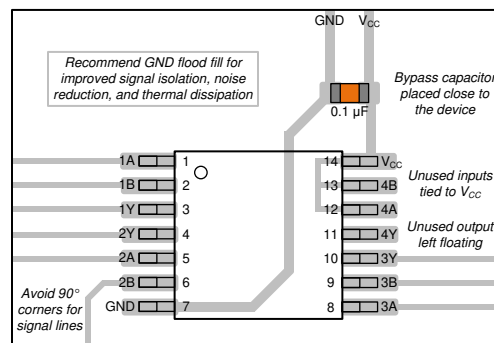 GND VCC
Recommend GND flood fill for
improved signal isolation, noise
reduction, and thermal dissipation
Bypass capacitor
placed close to
the device
0.1 µF
1A 1 14 VCC
1B 2 13 4B
1Y 3 12 4A
2Y 4 11 4Y
2A 5 10 3Y
2B 6 9 3B
GND 7 8 3A
Unused inputs
tied to VCC
Unused output
left floating
Avoid 90°
corners for
signal lines